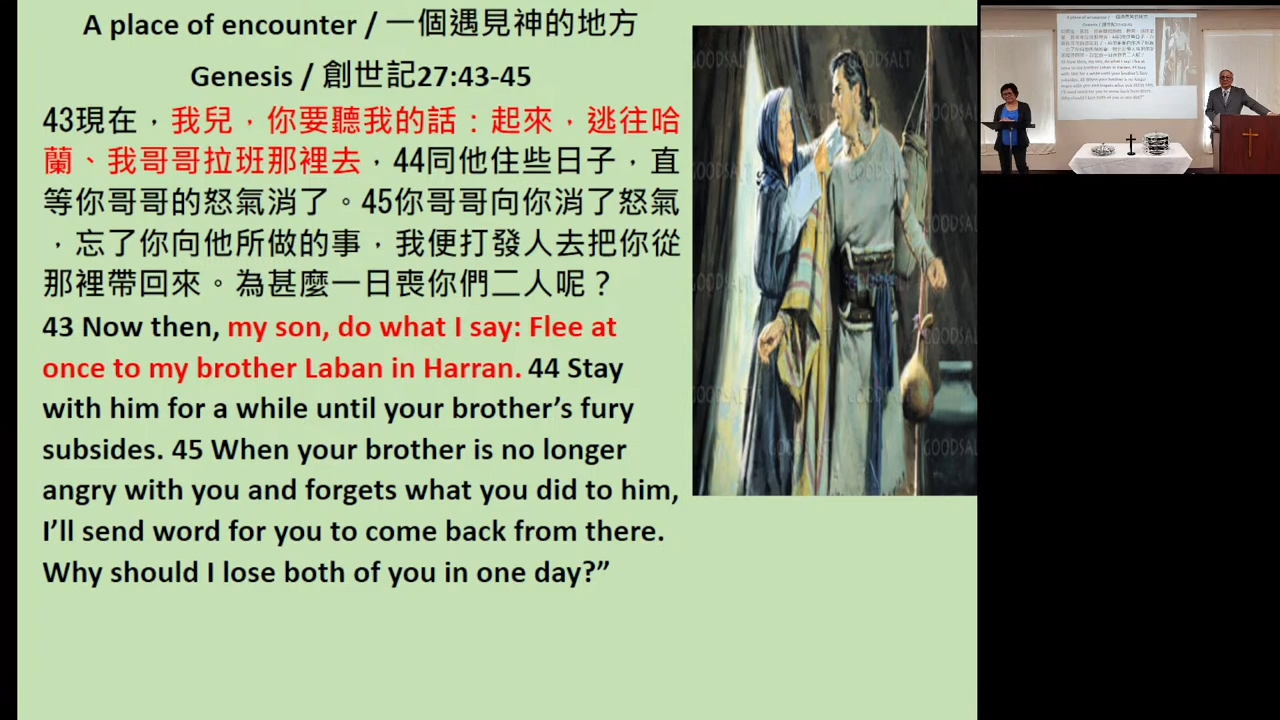 A place of encounter / 一個遇見神的地方
Genesis / 創世記27:43-45
43現在，我兒，你要聽我的話：起來，逃往哈
蘭、我哥哥拉班那裡去，44同他住些日子，直
等你哥哥的怒氣消了。45你哥哥向你消了怒氣
，忘了你向他所做的事，我便打發人去把你從
那裡帶回來。為甚麼一日喪你們二人呢？
43 Now then, my son, do what I say: Flee at
once to my brother Laban in Harran. 44 Stay
with him for a while until your brother’s fury
subsides. 45 When your brother is no longer
angry with you and forgets what you did to him,
I’ll send word for you to come back from there.
Why should I lose both of you in one day?”
GOODSALT